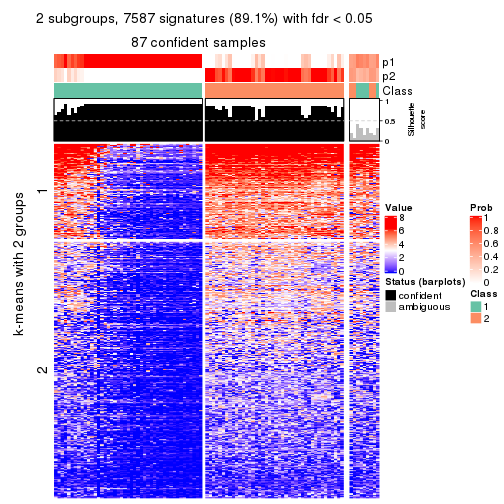 2 subgroups, 7587 signatures (89.1%) with fdr < 0.05
87 confident samples
p1
p2
Class
1
0.5
0
Silhouette
score
k-means with 2 groups
1
2
Value
8
6
4
2
0
Status (barplots)
confident
ambiguous
Prob
1
0.8
0.6
0.4
0.2
0
Class
1
2